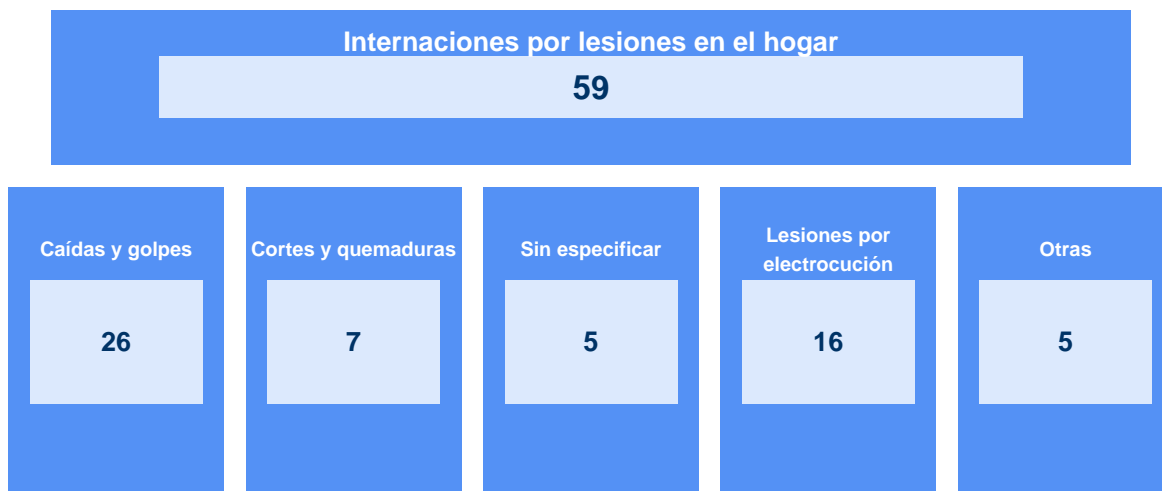 Internaciones por lesiones en el hogar
59
Caídas y golpes
26
Cortes y quemaduras
7
Sin especificar
5
Lesiones por
electrocución
16
Otras
5